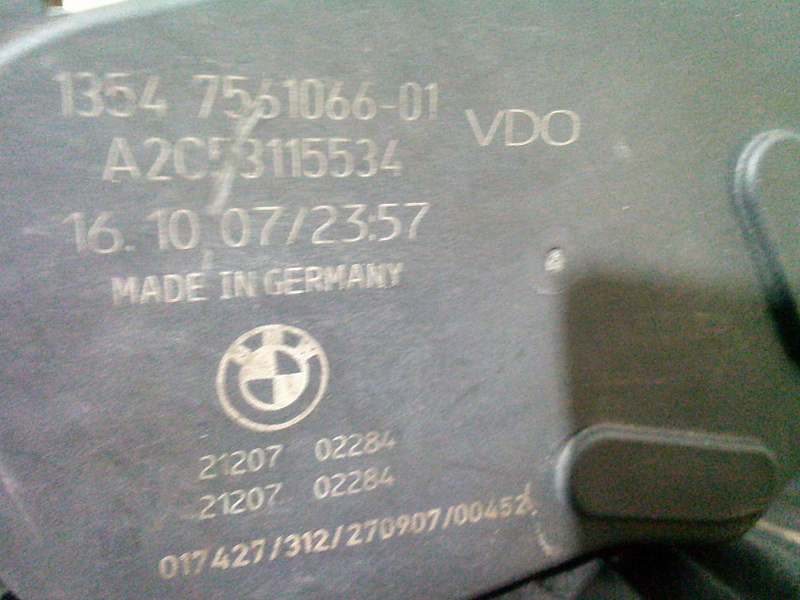 1354 7561066-01
VDO
A2C53115534
16.10.07/23:57
MADE IN GERMANY
BMW
21207 02284
21207 02284
017427/312/270907/00452